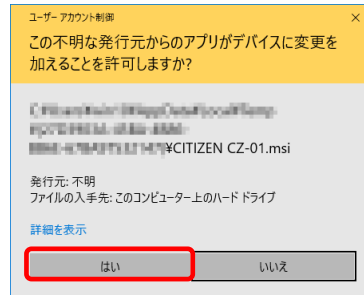 ユーザー アカウント制御
この不明な発行元からのアプリがデバイスに変更を
加えることを許可しますか?
¥CITIZEN CZ-01.msi
発行元: 不明
ファイルの入手先: このコンピューター上のハード ドライブ
詳細を表示
はい
いいえ